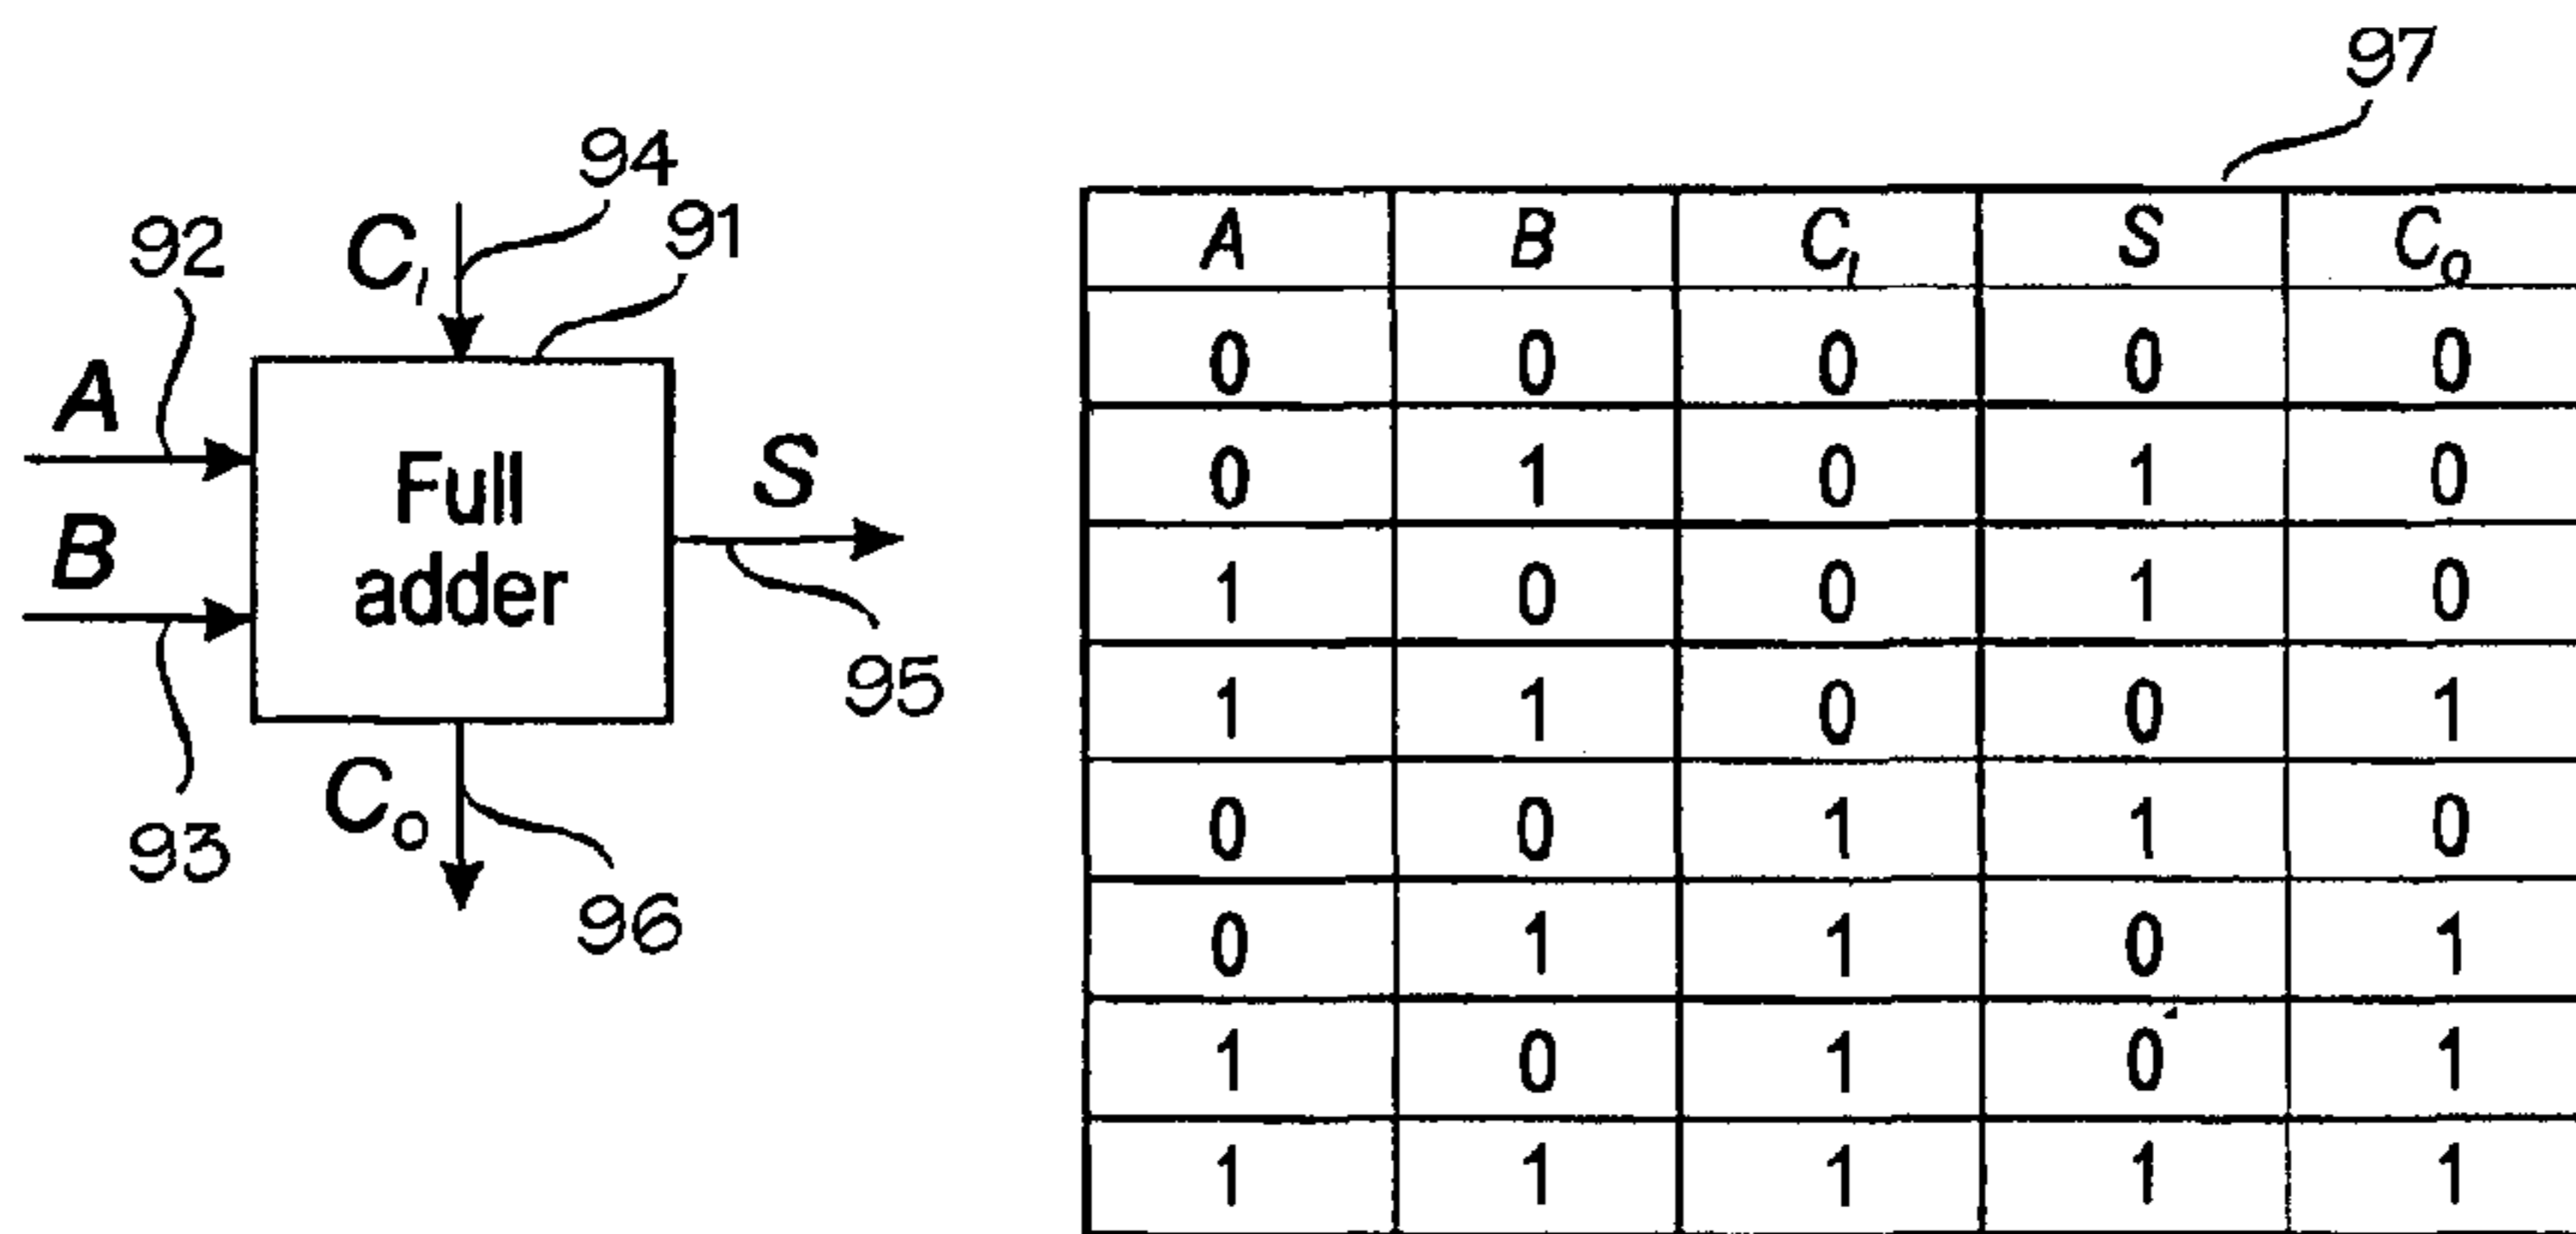 97
94
92 C_I 91
A
Full
adder
S
B
95
93 C_O
96
A B C_I S C_O
0 0 0 0 0
0 1 0 1 0
1 0 0 1 0
1 1 0 0 1
0 0 1 1 0
0 1 1 0 1
1 0 1 0 1
1 1 1 1 1